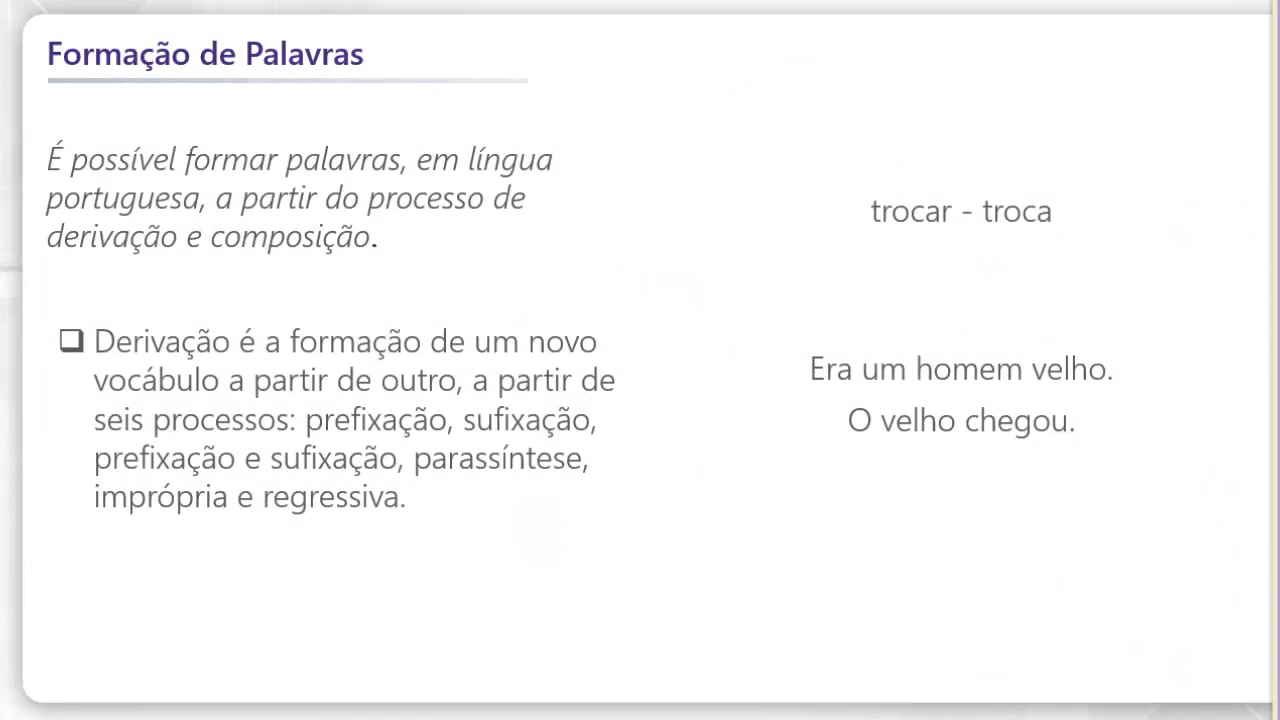 Formação de Palavras
É possível formar palavras, em língua
portuguesa, a partir do processo de
derivação e composição.
❑ Derivação é a formação de um novo
vocábulo a partir de outro, a partir de
seis processos: prefixação, sufixação,
prefixação e sufixação, parassíntese,
imprópria e regressiva.
trocar - troca
Era um homem velho.
O velho chegou.